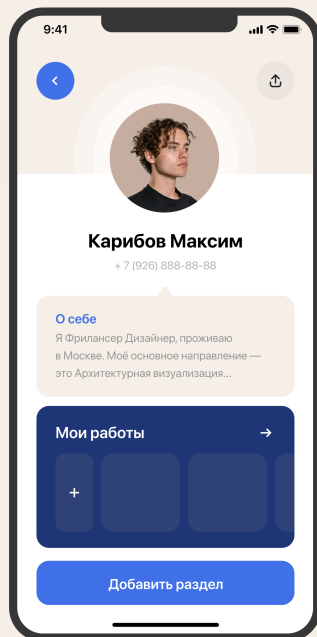 9:41
Карибов Максим
+ 7 (926) 888-88-88
О себе
Я Фрилансер Дизайнер, проживаю
в Москве. Моё основное направление —
это Архитектурная визуализация...
Мои работы
+
Добавить раздел